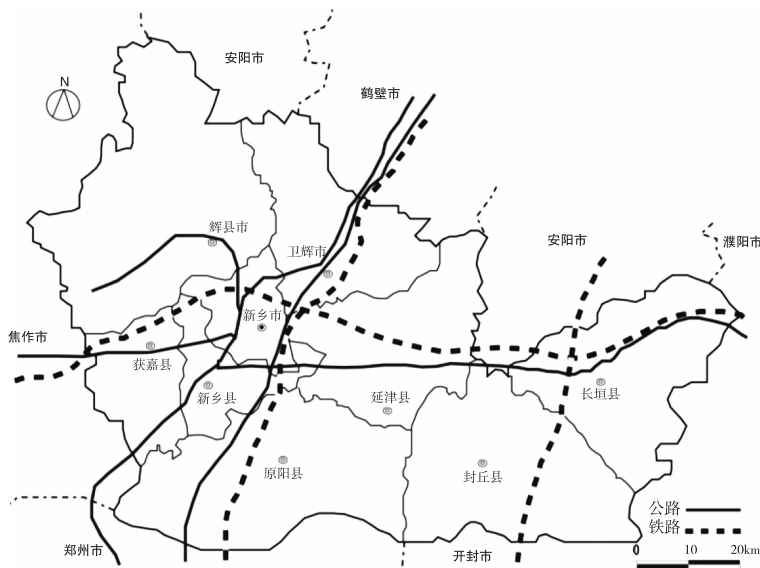 安阳市
N
鹤壁市
辉县市
卫辉市
安阳市
濮阳市
新乡市
焦作市
获嘉县
新乡县
延津县
长垣县
原阳县
封丘县
公路
铁路
郑州市
开封市
0 10 20km